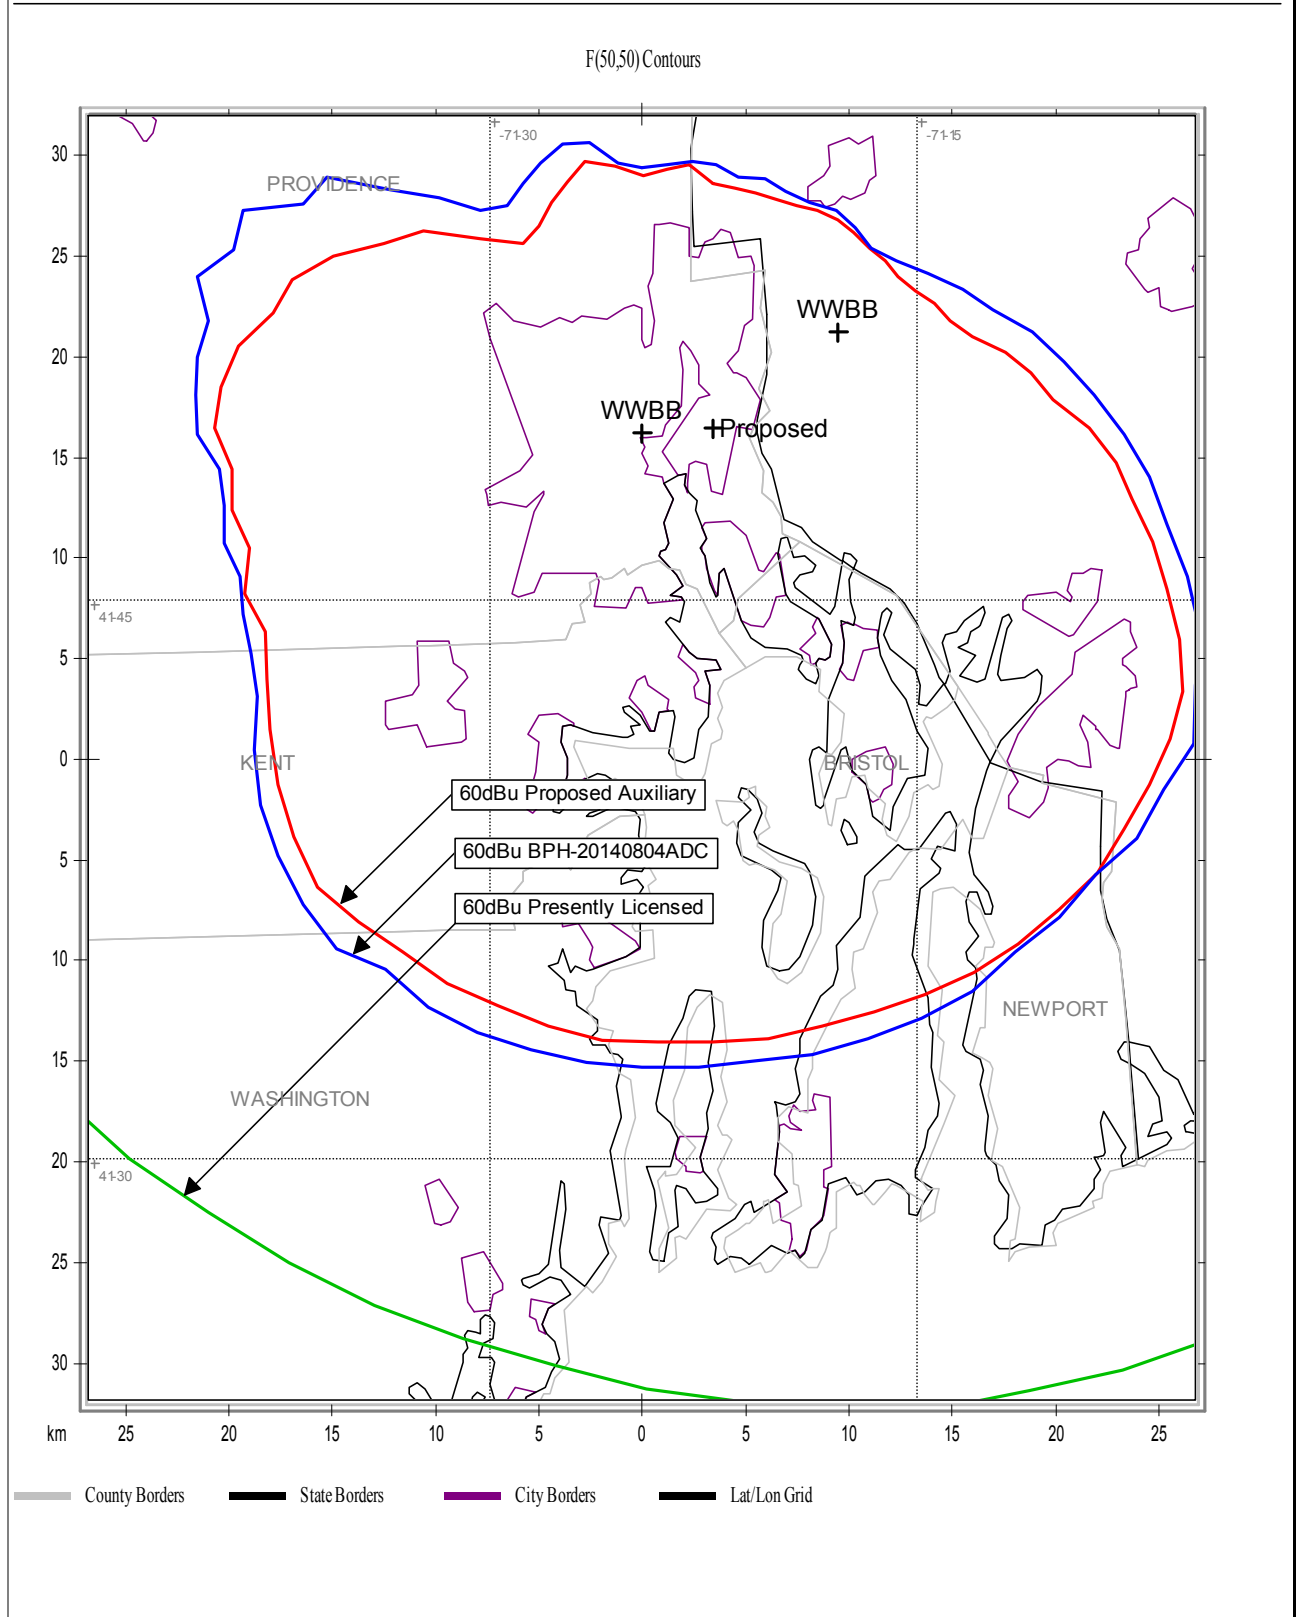 F(50,50) Contours
-71-30
-71-15
30
PROVIDENCE
25
WWBB
20
WWBB
Proposed
15
10
41-45
5
0
KENT
BRISTOL
60dBu Proposed Auxiliary
60dBu BPH-20140804ADC
5
60dBu Presently Licensed
10
NEWPORT
15
WASHINGTON
20
41-30
25
30
km 25 20 15 10 5 0 5 10 15 20 25
County Borders State Borders City Borders Lat/Lon Grid